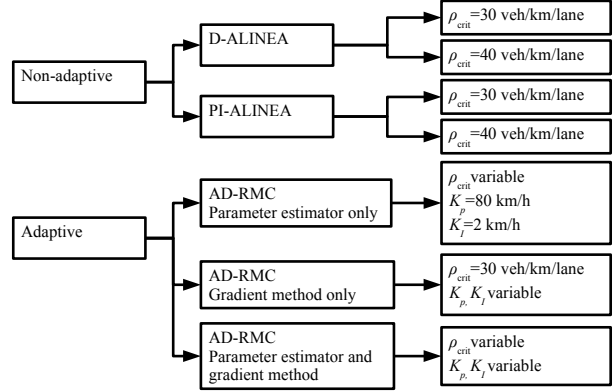 Non-adaptive
D-ALINEA
ρcrit=30 veh/km/lane
ρcrit=40 veh/km/lane
PI-ALINEA
ρcrit=30 veh/km/lane
ρcrit=40 veh/km/lane
Adaptive
AD-RMC
Parameter estimator only
ρcrit variable
Kp=80 km/h
KI=2 km/h
AD-RMC
Gradient method only
ρcrit=30 veh/km/lane
Kp, KI variable
AD-RMC
Parameter estimator and
gradient method
ρcrit variable
Kp, KI variable